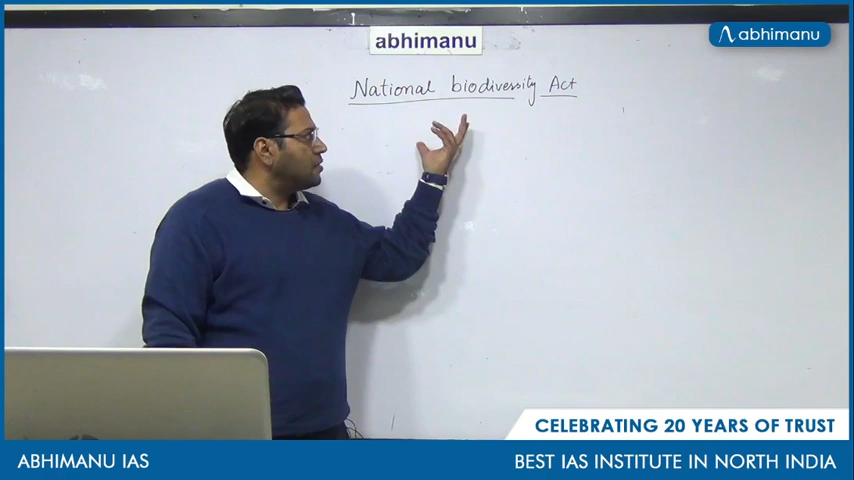 abhimanu
abhimanu
National biodiversity Act
CELEBRATING 20 YEARS OF TRUST
ABHIMANU IAS
BEST IAS INSTITUTE IN NORTH INDIA